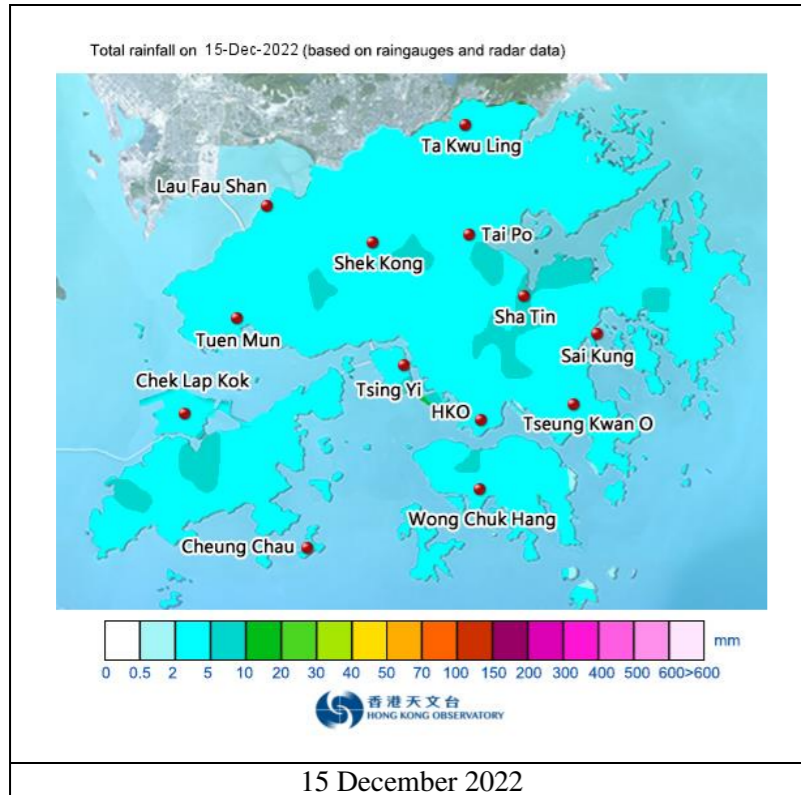 Total rainfall on 15-Dec-2022 (based on raingauges and radar data)
Ta Kwu Ling
Lau Fau Shan
Tai Po
Shek Kong
Sha Tin
Tuen Mun
Sai Kung
Chek Lap Kok
Tsing Yi
HKO
Tseung Kwan O
Wong Chuk Hang
Cheung Chau
mm
0 0.5 2 5 10 20 30 40 50 70 100 150 200 300 400 500 600>600
香港天文台
HONG KONG OBSERVATORY
15 December 2022